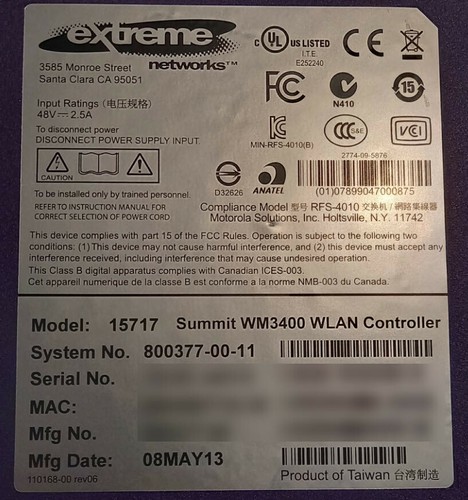 extreme
networks™
3585 Monroe Street
Santa Clara CA 95051
c UL US LISTED
I.T.E.
E252240
CE
Input Ratings (电压规格)
48V⎓ 2.5A
FC
N410
15
To disconnect power
DISCONNECT POWER SUPPLY INPUT
MIN-RFS-4010(B)
CCC S&E
VCI
2774-09-5876
CAUTION
D32626
ANATEL
(01)07899047000875
To be installed only by trained personnel.
REFER TO INSTRUCTION MANUAL FOR
CORRECT SELECTION OF POWER CORD
Compliance Model 型号 RFS-4010 交换机/網路集線器
Motorola Solutions, Inc. Holtsville, N.Y. 11742
This device complies with part 15 of the FCC Rules. Operation is subject to the following two
conditions: (1) This device may not cause harmful interference, and (2) this device must accept any
interference received, including interference that may cause undesired operation.
This Class B digital apparatus complies with Canadian ICES-003.
Cet appareil numerique de la classe B est conforme a la norme NMB-003 du Canada.
Model: 15717 Summit WM3400 WLAN Controller
System No. 800377-00-11
Serial No.
MAC:
Mfg No.
Mfg Date: 08MAY13
110168-00 rev06
Product of Taiwan 台湾制造